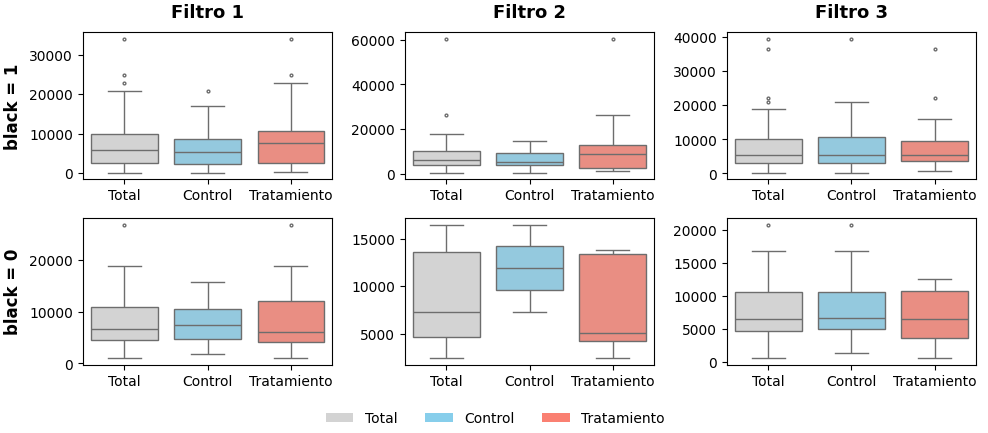 Filtro 1 Filtro 2 Filtro 3
black = 1
30000
20000
10000
0
Total Control Tratamiento
60000
40000
20000
0
Total Control Tratamiento
40000
30000
20000
10000
0
Total Control Tratamiento
black = 0
20000
10000
0
Total Control Tratamiento
15000
10000
5000
Total Control Tratamiento
20000
15000
10000
5000
0
Total Control Tratamiento
Total Control Tratamiento